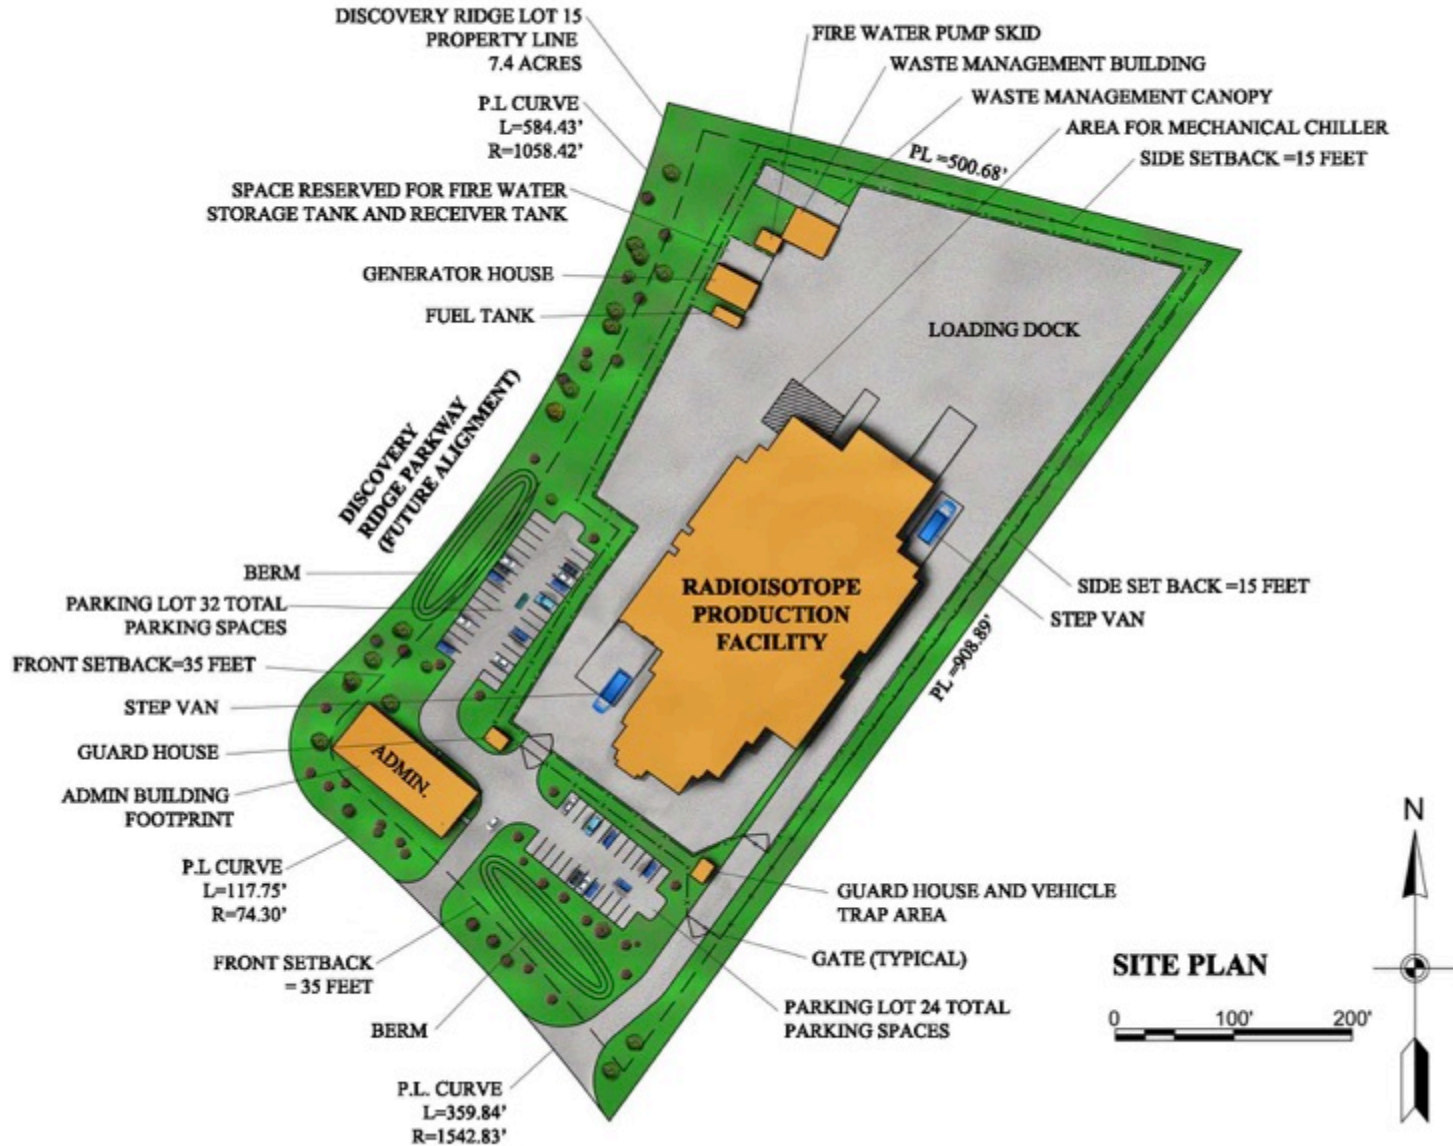 DISCOVERY RIDGE LOT 15
PROPERTY LINE
7.4 ACRES
P.L CURVE
L=584.43'
R=1058.42'
SPACE RESERVED FOR FIRE WATER
STORAGE TANK AND RECEIVER TANK
GENERATOR HOUSE
FUEL TANK
FIRE WATER PUMP SKID
WASTE MANAGEMENT BUILDING
WASTE MANAGEMENT CANOPY
AREA FOR MECHANICAL CHILLER
SIDE SETBACK =15 FEET
PL =500.68'
LOADING DOCK
DISCOVERY
RIDGE PARKWAY
(FUTURE ALIGNMENT)
BERM
PARKING LOT 32 TOTAL
PARKING SPACES
FRONT SETBACK=35 FEET
STEP VAN
GUARD HOUSE
ADMIN BUILDING
FOOTPRINT
ADMIN.
RADIOISOTOPE
PRODUCTION
FACILITY
SIDE SET BACK =15 FEET
STEP VAN
PL =908.89'
P.L CURVE
L=117.75'
R=74.30'
FRONT SETBACK
= 35 FEET
BERM
P.L. CURVE
L=359.84'
R=1542.83'
GUARD HOUSE AND VEHICLE
TRAP AREA
GATE (TYPICAL)
PARKING LOT 24 TOTAL
PARKING SPACES
SITE PLAN
0 100' 200'
N